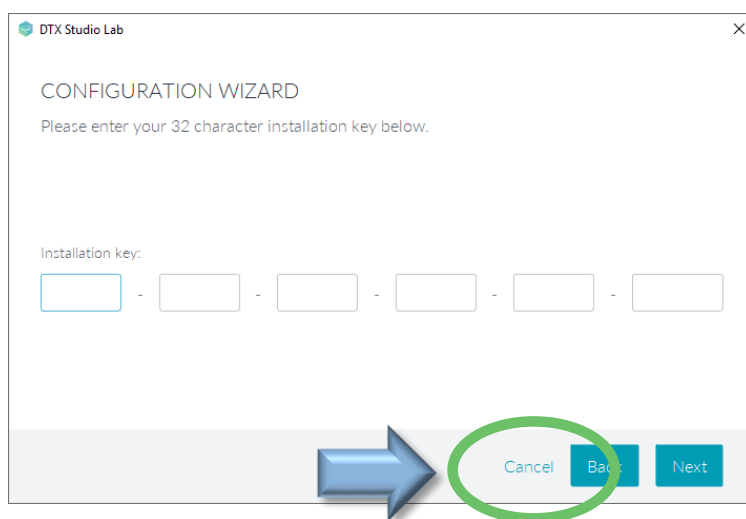 DTX Studio Lab
CONFIGURATION WIZARD
Please enter your 32 character installation key below.
Installation key:
- - - - -
Cancel Back Next